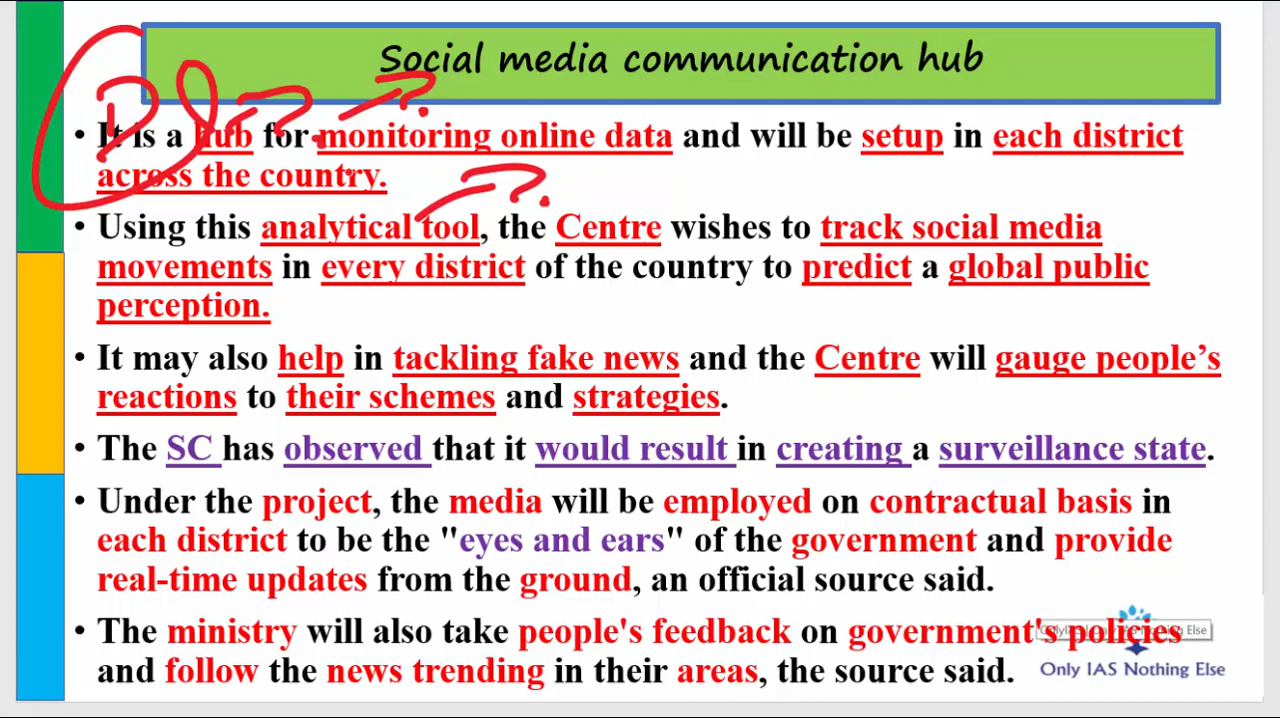 Social media communication hub
• It is a hub for monitoring online data and will be setup in each district
across the country.
• Using this analytical tool, the Centre wishes to track social media
movements in every district of the country to predict a global public
perception.
• It may also help in tackling fake news and the Centre will gauge people's
reactions to their schemes and strategies.
• The SC has observed that it would result in creating a surveillance state.
• Under the project, the media will be employed on contractual basis in
each district to be the "eyes and ears" of the government and provide
real-time updates from the ground, an official source said.
• The ministry will also take people's feedback on government's policies
and follow the news trending in their areas, the source said.
Only IAS Nothing Else